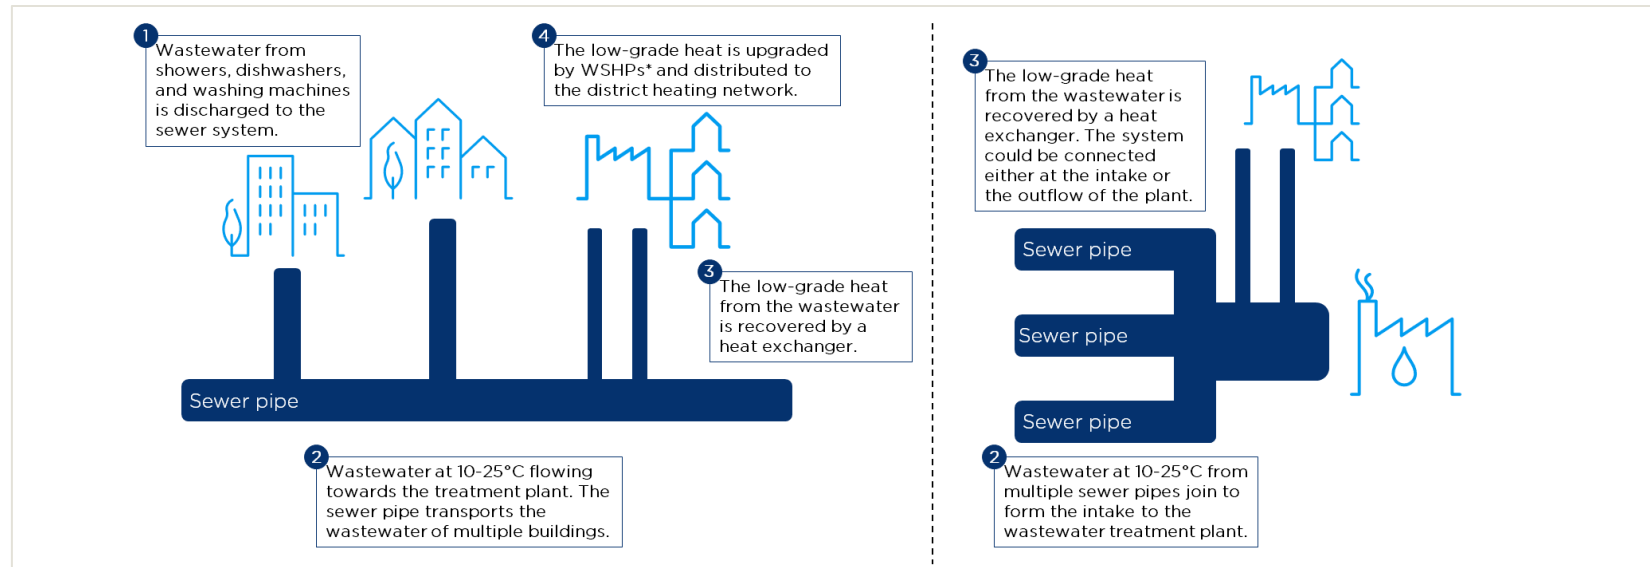 1
Wastewater from
showers, dishwashers,
and washing machines
is discharged to the
sewer system.
4
The low-grade heat is upgraded
by WSHPs* and distributed to
the district heating network.
3
The low-grade heat
from the wastewater
is recovered by a
heat exchanger.
Sewer pipe
2
Wastewater at 10-25°C flowing
towards the treatment plant. The
sewer pipe transports the
wastewater of multiple buildings.
3
The low-grade heat
from the wastewater is
recovered by a heat
exchanger. The system
could be connected
either at the intake or
the outflow of the plant.
Sewer pipe
Sewer pipe
Sewer pipe
2
Wastewater at 10-25°C from
multiple sewer pipes join to
form the intake to the
wastewater treatment plant.